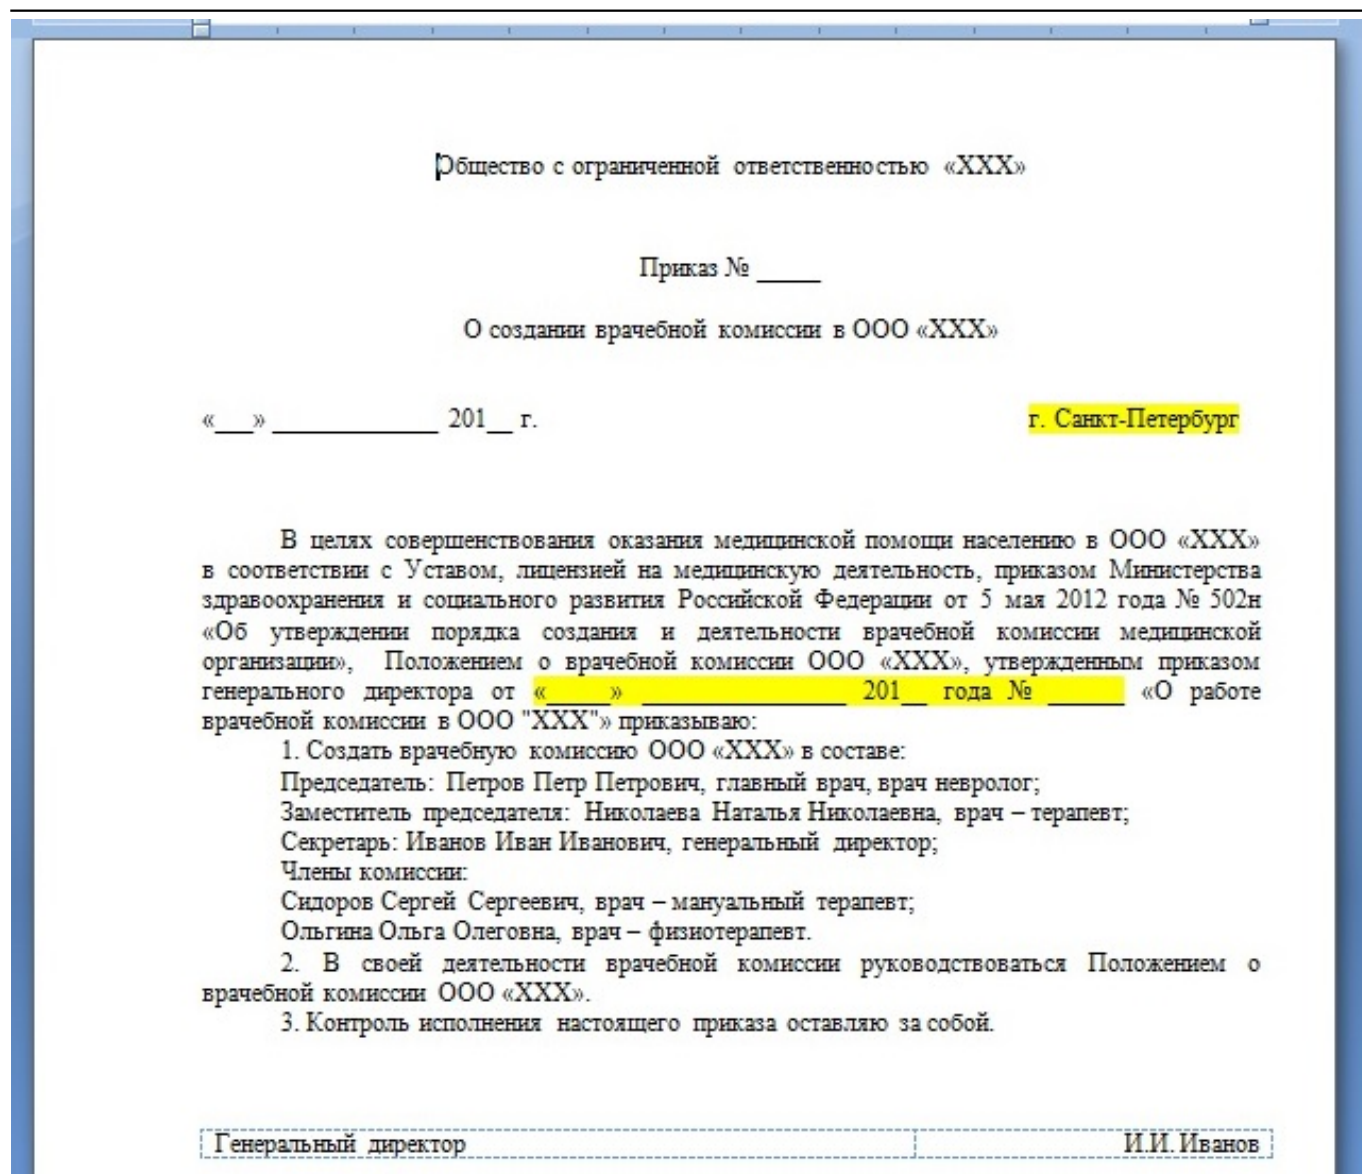 Общество с ограниченной ответственностью «ХХХ»
Приказ № _____
О создании врачебной комиссии в ООО «ХХХ»
«___» _____________ 201__ г. г. Санкт-Петербург
В целях совершенствования оказания медицинской помощи населению в ООО «ХХХ»
в соответствии с Уставом, лицензией на медицинскую деятельность, приказом Министерства
здравоохранения и социального развития Российской Федерации от 5 мая 2012 года № 502н
«Об утверждении порядка создания и деятельности врачебной комиссии медицинской
организации», Положением о врачебной комиссии ООО «ХХХ», утвержденным приказом
генерального директора от «_____» ________________ 201__ года № ______ «О работе
врачебной комиссии в ООО "ХХХ"» приказываю:
1. Создать врачебную комиссию ООО «ХХХ» в составе:
Председатель: Петров Петр Петрович, главный врач, врач невролог;
Заместитель председателя: Николаева Наталья Николаевна, врач – терапевт;
Секретарь: Иванов Иван Иванович, генеральный директор;
Члены комиссии:
Сидоров Сергей Сергеевич, врач – мануальный терапевт;
Ольгина Ольга Олеговна, врач – физиотерапевт.
2. В своей деятельности врачебной комиссии руководствоваться Положением о
врачебной комиссии ООО «ХХХ».
3. Контроль исполнения настоящего приказа оставляю за собой.
Генеральный директор И.И. Иванов